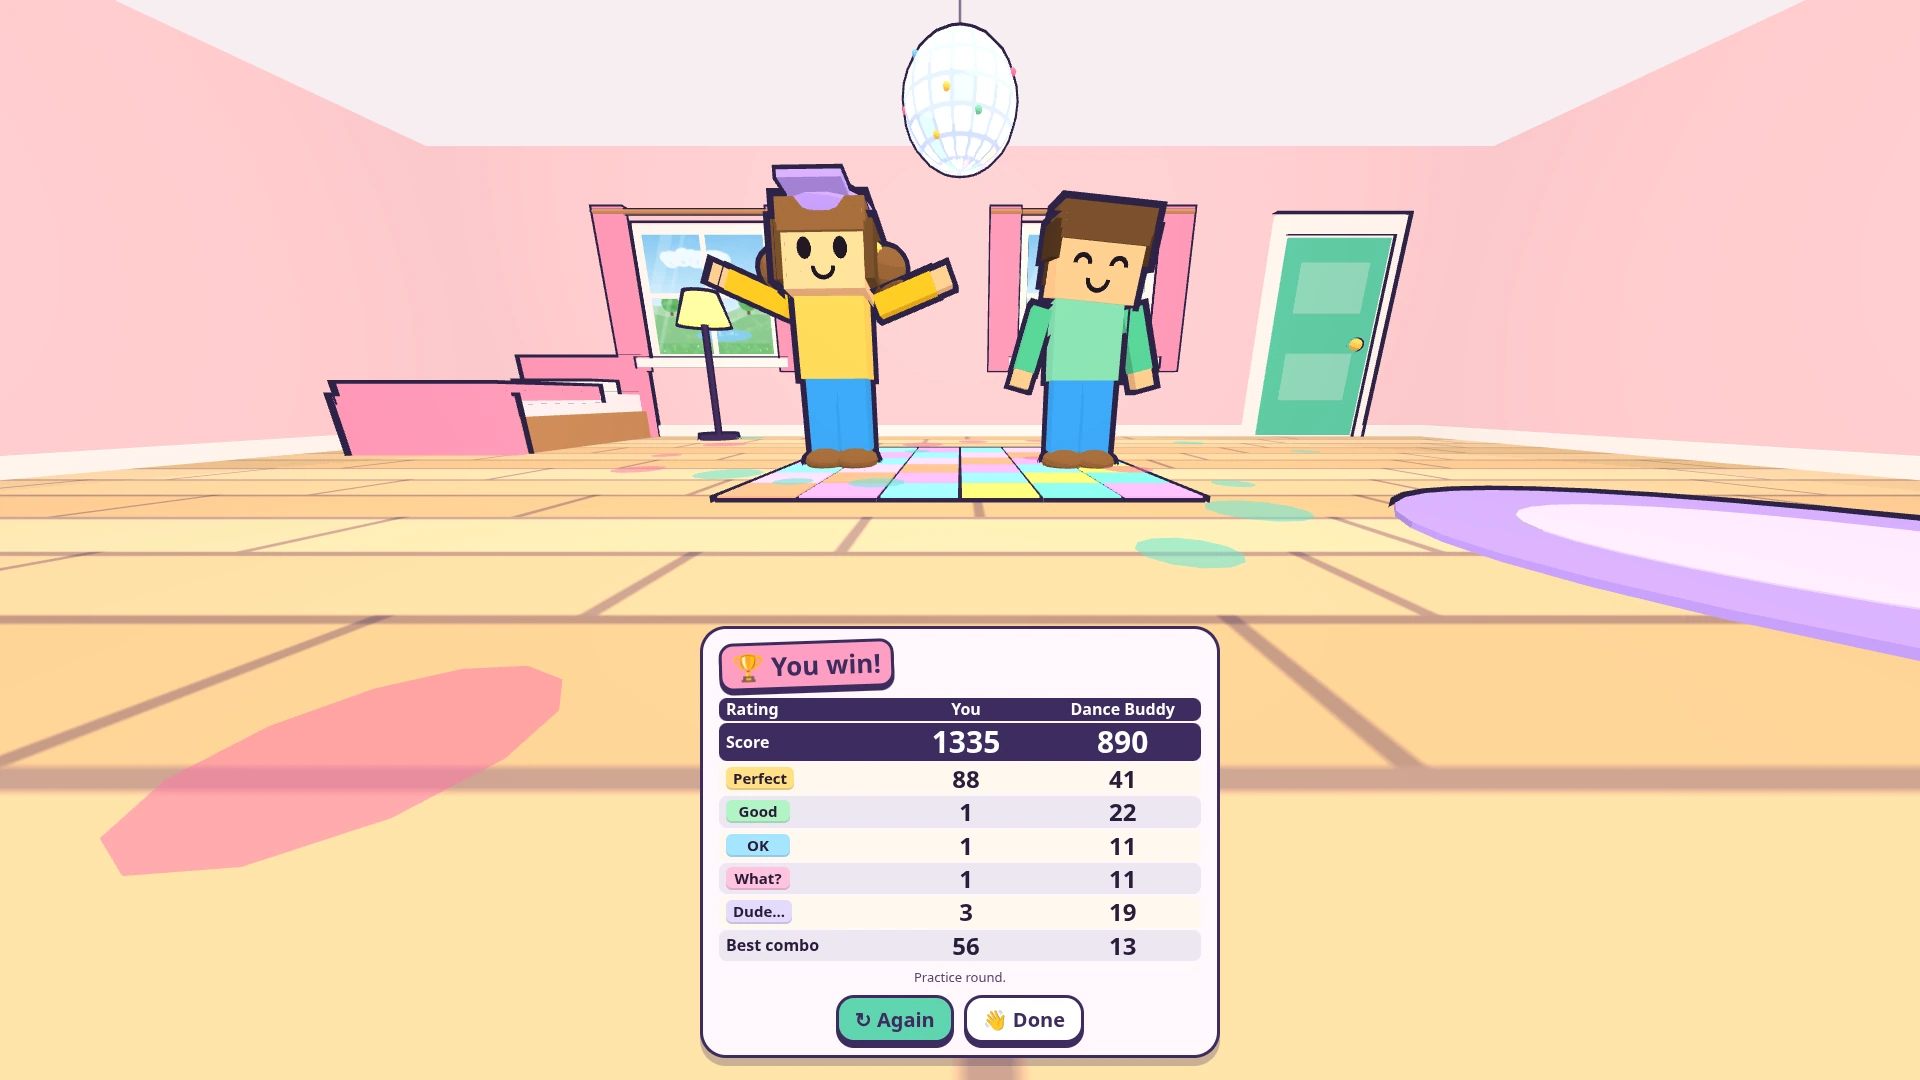 🏆 You win!
Rating You Dance Buddy
Score 1335 890
Perfect 88 41
Good 1 22
OK 1 11
What? 1 11
Dude... 3 19
Best combo 56 13
Practice round.
↻ Again 👋 Done